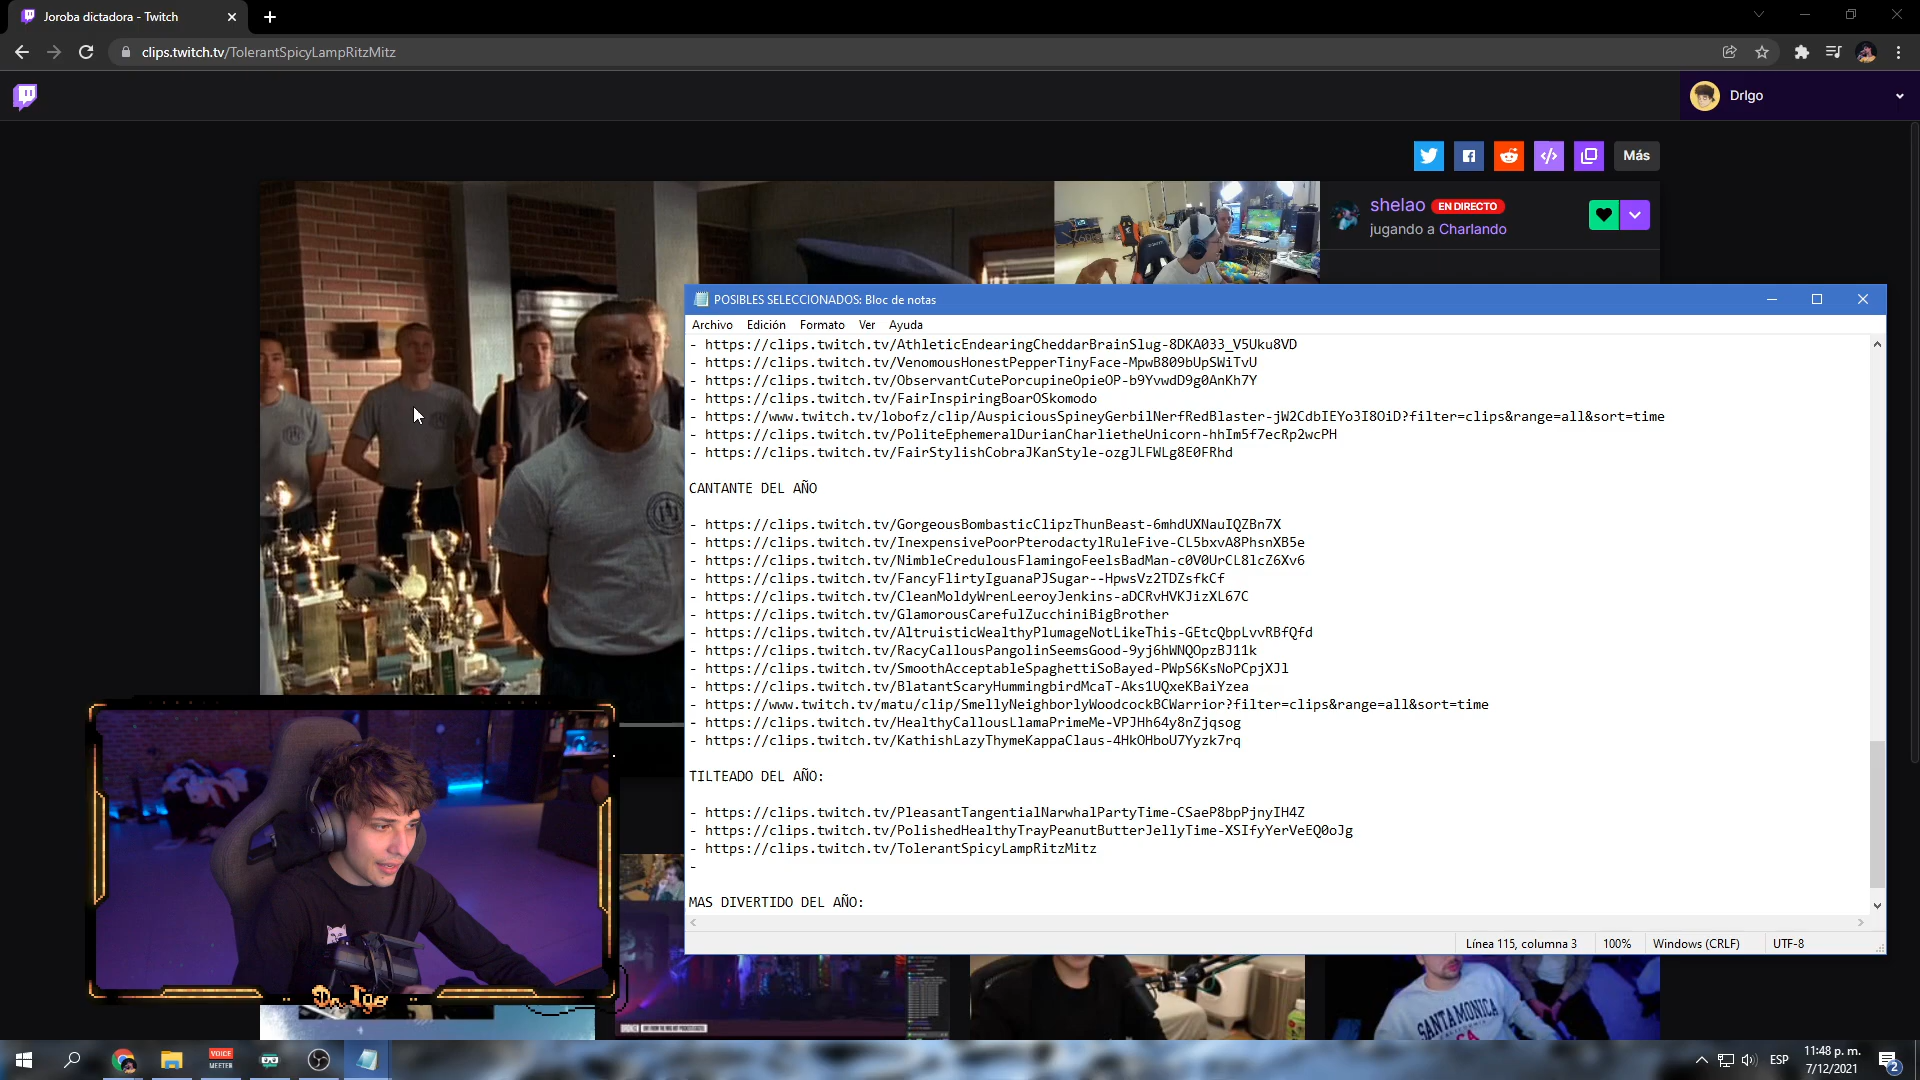 Joroba dictadora - Twitch
clips.twitch.tv/TolerantSpicyLampRitzMitz
DrIgo
Más
shelao EN DIRECTO
jugando a Charlando
POSIBLES SELECCIONADOS: Bloc de notas
Archivo Edición Formato Ver Ayuda
- https://clips.twitch.tv/AthleticEndearingCheddarBrainSlug-8DKA033_V5Uku8VD
- https://clips.twitch.tv/VenomousHonestPepperTinyFace-MpwB809bUpSWiTvU
- https://clips.twitch.tv/ObservantCutePorcupineOpieOP-b9YvwdD9g0AnKh7Y
- https://clips.twitch.tv/FairInspiringBoarOSkomodo
- https://www.twitch.tv/lobofz/clip/AuspiciousSpineyGerbilNerfRedBlaster-jW2CdbIEYo3I8OiD?filter=clips&range=all&sort=time
- https://clips.twitch.tv/PoliteEphemeralDurianCharlietheUnicorn-hhIm5f7ecRp2wcPH
- https://clips.twitch.tv/FairStylishCobraJKanStyle-ozgJLFWLg8E0FRhd
CANTANTE DEL AÑO
- https://clips.twitch.tv/GorgeousBombasticClipzThunBeast-6mhdUXNauIQZBn7X
- https://clips.twitch.tv/InexpensivePoorPterodactylRuleFive-CL5bxvA8PhsnXB5e
- https://clips.twitch.tv/NimbleCredulousFlamingoFeelsBadMan-c0V0UrCL8lcZ6Xv6
- https://clips.twitch.tv/FancyFlirtyIguanaPJSugar--HpwsVz2TDZsfkCf
- https://clips.twitch.tv/CleanMoldyWrenLeeroyJenkins-aDCRvHVKJizXL67C
- https://clips.twitch.tv/GlamorousCarefulZucchiniBigBrother
- https://clips.twitch.tv/AltruisticWealthyPlumageNotLikeThis-GEtcQbpLvvRBfQfd
- https://clips.twitch.tv/RacyCallousPangolinSeemsGood-9yj6hWNQOpzBJ11k
- https://clips.twitch.tv/SmoothAcceptableSpaghettiSoBayed-PWpS6KsNoPCpjXJl
- https://clips.twitch.tv/BlatantScaryHummingbirdMcaT-Aks1UQxeKBaiYzea
- https://www.twitch.tv/matu/clip/SmellyNeighborlyWoodcockBCWarrior?filter=clips&range=all&sort=time
- https://clips.twitch.tv/HealthyCallousLlamaPrimeMe-VPJHh64y8nZjqsog
- https://clips.twitch.tv/KathishLazyThymeKappaClaus-4HkOHboU7Yyzk7rq
TILTEADO DEL AÑO:
- https://clips.twitch.tv/PleasantTangentialNarwhalPartyTime-CSaeP8bpPjnyIH4Z
- https://clips.twitch.tv/PolishedHealthyTrayPeanutButterJellyTime-XSIfyYerVeEQ0oJg
- https://clips.twitch.tv/TolerantSpicyLampRitzMitz
-
MAS DIVERTIDO DEL AÑO:
Línea 115, columna 3 100% Windows (CRLF) UTF-8
Dr. Igo
SANTA MONICA
VOICE
MEETER
ESP
11:48 p. m.
7/12/2021
2